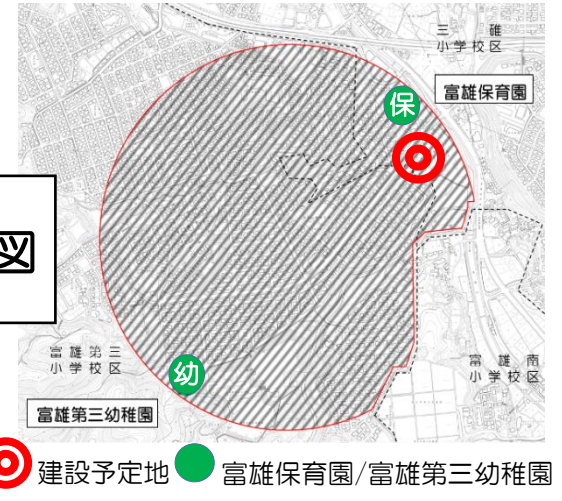 三碓
小学校区
富雄保育園
保
図
富雄第三
小学校区
幼
富雄南
小学校区
富雄第三幼稚園
建設予定地 富雄保育園/富雄第三幼稚園